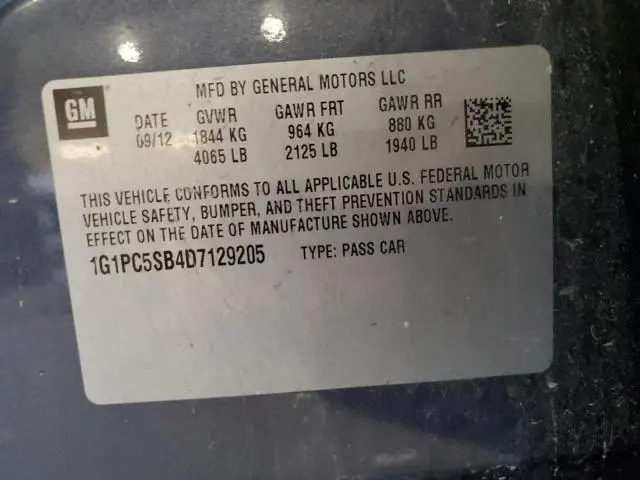 GM
MFD BY GENERAL MOTORS LLC
DATE GVWR GAWR FRT GAWR RR
09/12 1844 KG 964 KG 880 KG
4065 LB 2125 LB 1940 LB
THIS VEHICLE CONFORMS TO ALL APPLICABLE U.S. FEDERAL MOTOR
VEHICLE SAFETY, BUMPER, AND THEFT PREVENTION STANDARDS IN
EFFECT ON THE DATE OF MANUFACTURE SHOWN ABOVE.
1G1PC5SB4D7129205 TYPE: PASS CAR